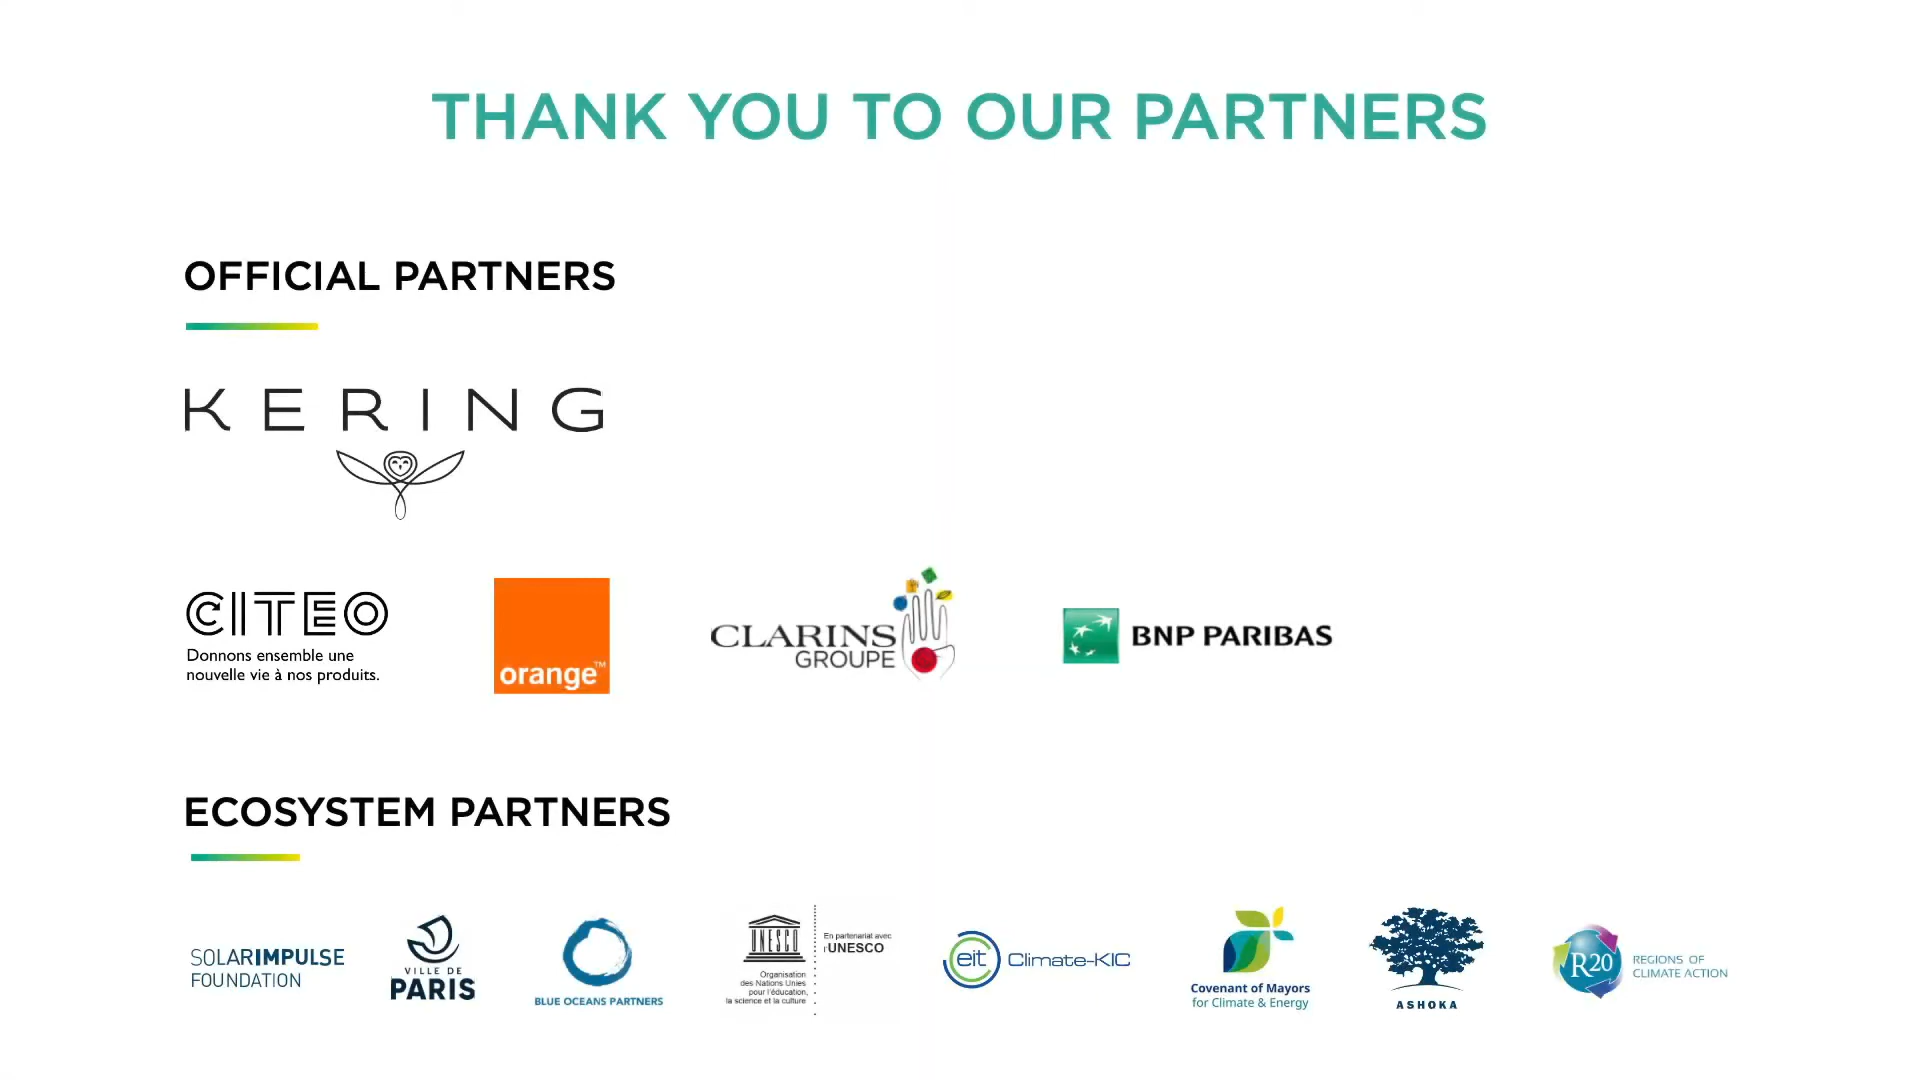 THANK YOU TO OUR PARTNERS
OFFICIAL PARTNERS
KERING
CITEO
Donnons ensemble une
nouvelle vie à nos produits.
orange™
CLARINS
GROUPE
BNP PARIBAS
ECOSYSTEM PARTNERS
SOLARIMPULSE
FOUNDATION
VILLE DE
PARIS
BLUE OCEANS PARTNERS
UNESCO
Organisation
des Nations Unies
pour l'éducation,
la science et la culture
En partenariat avec
l'UNESCO
eit Climate-KIC
Covenant of Mayors
for Climate & Energy
ASHOKA
R20
REGIONS OF
CLIMATE ACTION